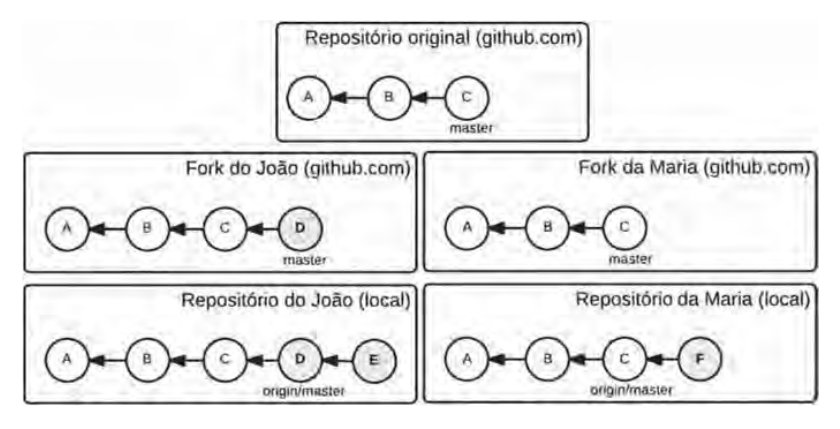 Repositório original (github.com)
A B C
master
Fork do João (github.com)
A B C D
master
Fork da Maria (github.com)
A B C
master
Repositório do João (local)
A B C D E
origin/master
Repositório da Maria (local)
A B C F
origin/master